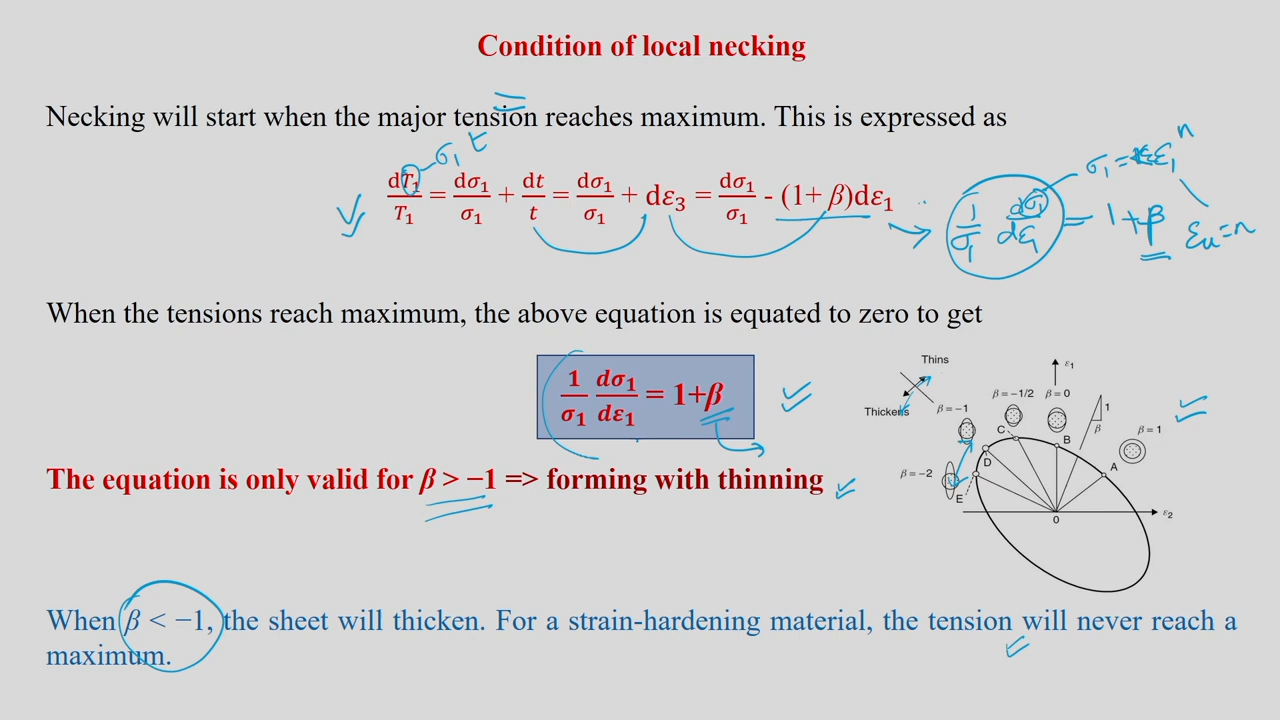 Condition of local necking
Necking will start when the major tension reaches maximum. This is expressed as
σ₁ t
dT₁/T₁ = dσ₁/σ₁ + dt/t = dσ₁/σ₁ + dε₃ = dσ₁/σ₁ - (1+ β)dε₁
1/σ₁ dσ₁/dε₁ = 1+β
σ₁ = kε₁ⁿ
εu = n
When the tensions reach maximum, the above equation is equated to zero to get
1/σ₁ dσ₁/dε₁ = 1+β
The equation is only valid for β > −1 => forming with thinning
Thins
Thickens
ε₁
β = −1/2 β = 0
β = −1
1
β
β = 1
C
B
D
A
β = −2
E
0
ε₂
When β < −1, the sheet will thicken. For a strain-hardening material, the tension will never reach a
maximum.